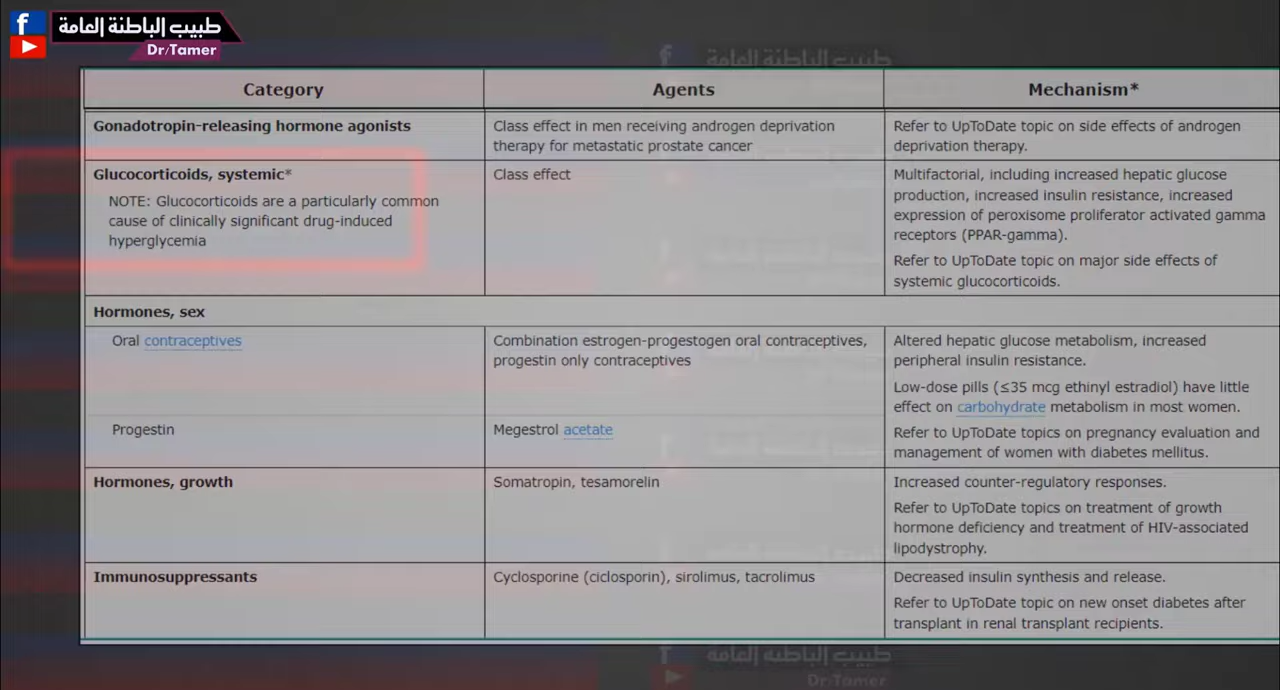 طبيب الباطنة العامة
Dr/Tamer
طبيب الباطنة العامة
Category
Agents
Mechanism*
Gonadotropin-releasing hormone agonists
Class effect in men receiving androgen deprivation
therapy for metastatic prostate cancer
Refer to UpToDate topic on side effects of androgen
deprivation therapy.
Glucocorticoids, systemic*
NOTE: Glucocorticoids are a particularly common
cause of clinically significant drug-induced
hyperglycemia
Class effect
Multifactorial, including increased hepatic glucose
production, increased insulin resistance, increased
expression of peroxisome proliferator activated gamma
receptors (PPAR-gamma).
Refer to UpToDate topic on major side effects of
systemic glucocorticoids.
Hormones, sex
Oral contraceptives
Combination estrogen-progestogen oral contraceptives,
progestin only contraceptives
Altered hepatic glucose metabolism, increased
peripheral insulin resistance.
Low-dose pills (≤35 mcg ethinyl estradiol) have little
effect on carbohydrate metabolism in most women.
Progestin
Megestrol acetate
Refer to UpToDate topics on pregnancy evaluation and
management of women with diabetes mellitus.
Hormones, growth
Somatropin, tesamorelin
Increased counter-regulatory responses.
Refer to UpToDate topics on treatment of growth
hormone deficiency and treatment of HIV-associated
lipodystrophy.
Immunosuppressants
Cyclosporine (ciclosporin), sirolimus, tacrolimus
Decreased insulin synthesis and release.
Refer to UpToDate topic on new onset diabetes after
transplant in renal transplant recipients.
طبيب الباطنة العامة
Dr/Tamer